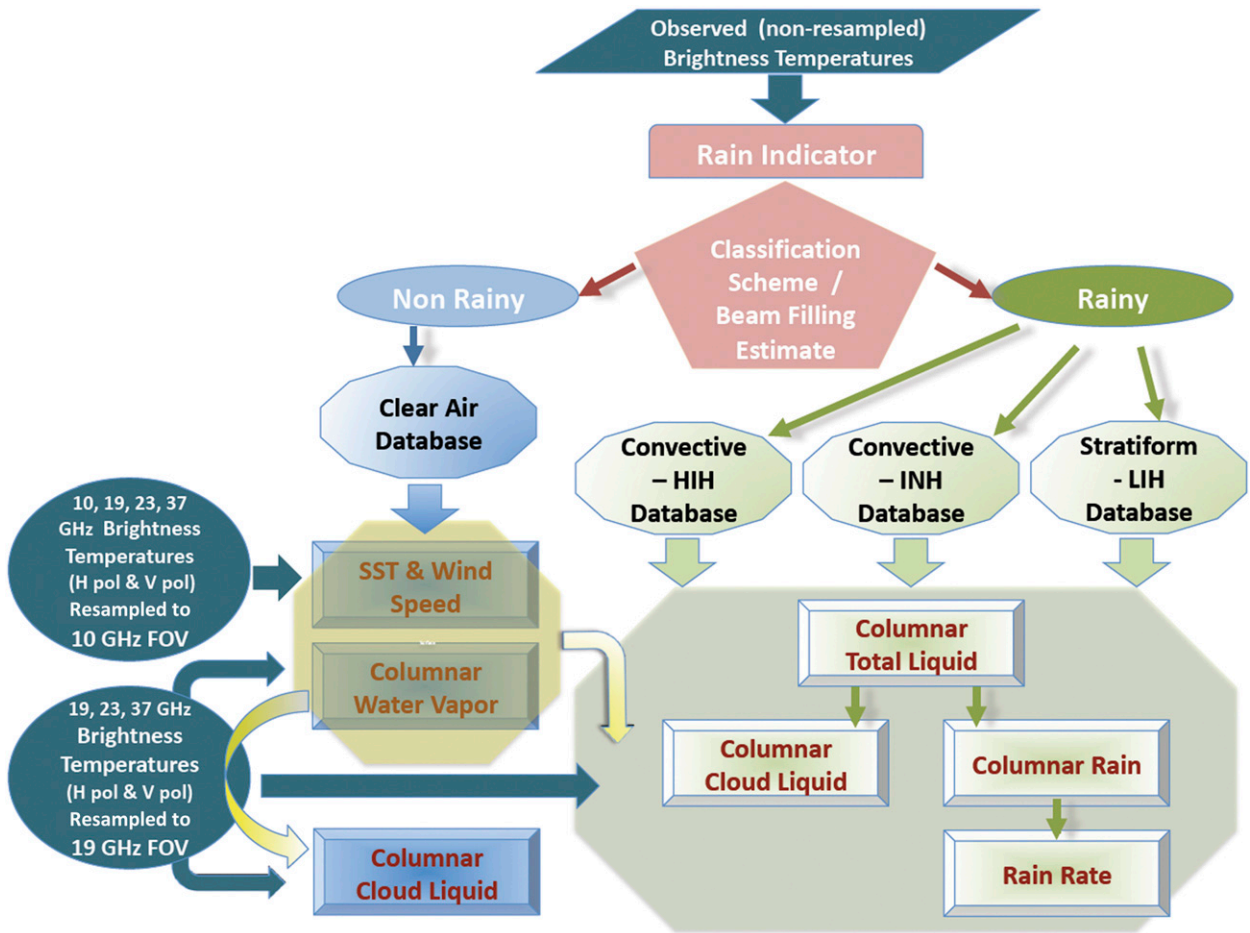 Observed (non-resampled)
Brightness Temperatures
Rain Indicator
Classification
Scheme /
Beam Filling
Estimate
Non Rainy
Rainy
Clear Air
Database
Convective
– HIH
Database
Convective
– INH
Database
Stratiform
- LIH
Database
10, 19, 23, 37
GHz Brightness
Temperatures
(H pol & V pol)
Resampled to
10 GHz FOV
SST & Wind
Speed
Columnar
Water Vapor
19, 23, 37 GHz
Brightness
Temperatures
(H pol & V pol)
Resampled to
19 GHz FOV
Columnar
Cloud Liquid
Columnar
Total Liquid
Columnar
Cloud Liquid
Columnar Rain
Rain Rate